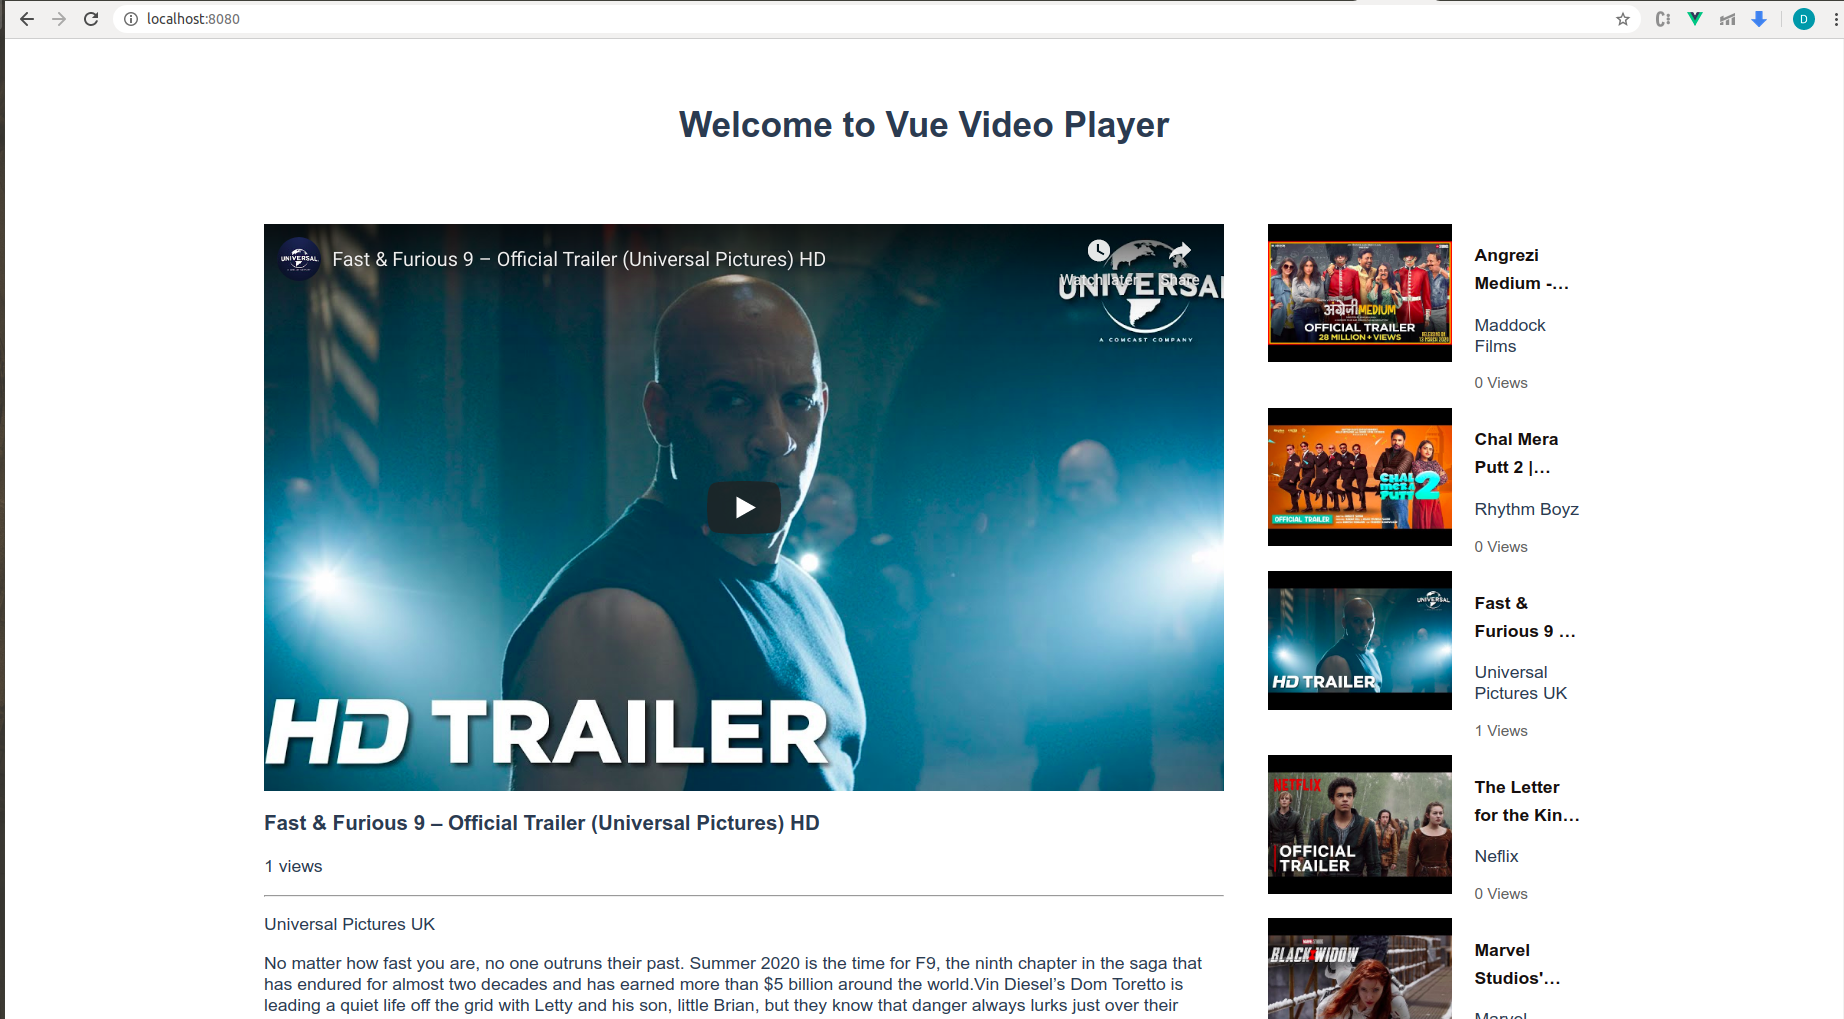 localhost:8080
D
Welcome to Vue Video Player
UNIVERSAL
Fast & Furious 9 – Official Trailer (Universal Pictures) HD
Watch later
Share
UNIVERSAL
A COMCAST COMPANY
HD TRAILER
Fast & Furious 9 – Official Trailer (Universal Pictures) HD
1 views
Universal Pictures UK
No matter how fast you are, no one outruns their past. Summer 2020 is the time for F9, the ninth chapter in the saga that
has endured for almost two decades and has earned more than $5 billion around the world.Vin Diesel’s Dom Toretto is
leading a quiet life off the grid with Letty and his son, little Brian, but they know that danger always lurks just over their
अंग्रेज़ी MEDIUM
OFFICIAL TRAILER
28 MILLION+ VIEWS
Angrezi
Medium -...
Maddock
Films
0 Views
CHAL
MERA
PUTT 2
OFFICIAL TRAILER
Chal Mera
Putt 2 |...
Rhythm Boyz
0 Views
UNIVERSAL
HD TRAILER
Fast &
Furious 9 ...
Universal
Pictures UK
1 Views
NETFLIX
OFFICIAL
TRAILER
The Letter
for the Kin...
Neflix
0 Views
BLACK WIDOW
Marvel
Studios'...
Marvel